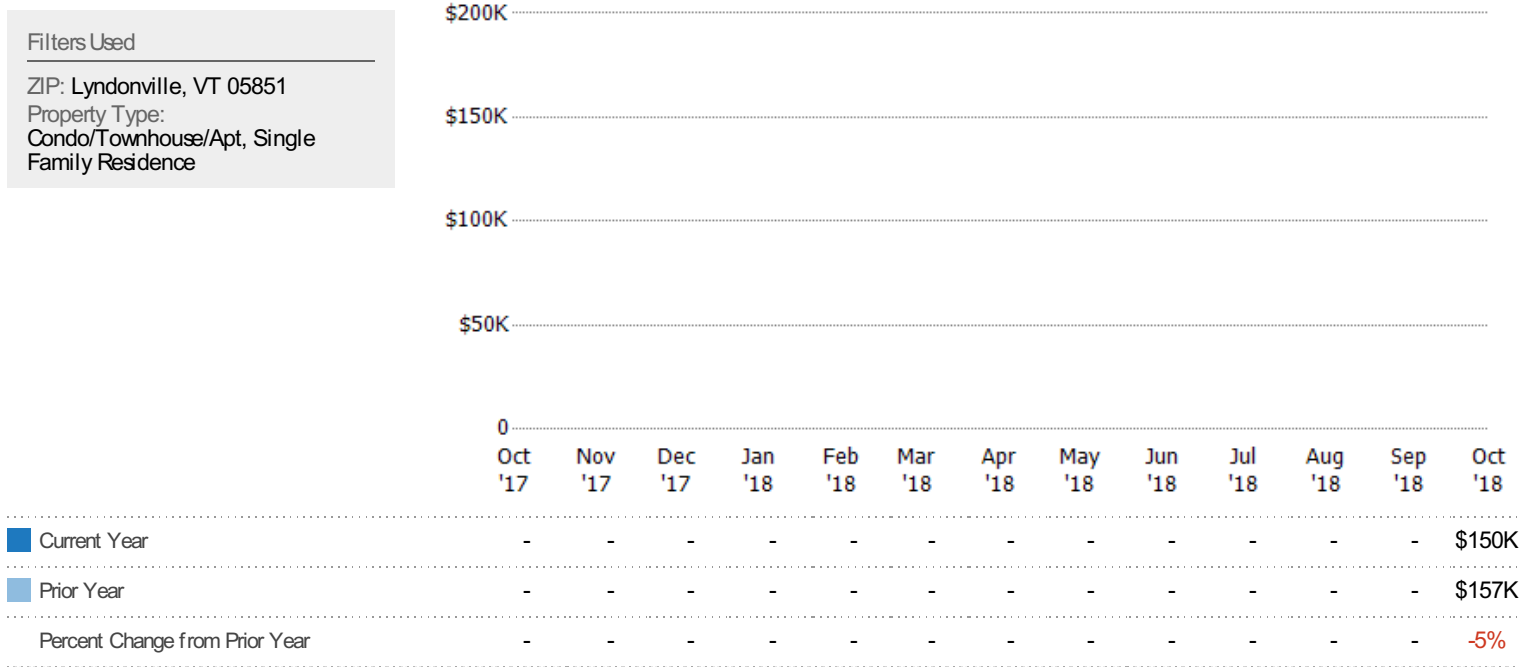 Filters Used
ZIP: Lyndonville, VT 05851
Property Type:
Condo/Townhouse/Apt, Single
Family Residence
$200K
$150K
$100K
$50K
0
Oct Nov Dec Jan Feb Mar Apr May Jun Jul Aug Sep Oct
'17 '17 '17 '18 '18 '18 '18 '18 '18 '18 '18 '18 '18
Current Year - - - - - - - - - - - - $150K
Prior Year - - - - - - - - - - - - $157K
Percent Change from Prior Year - - - - - - - - - - - - -5%